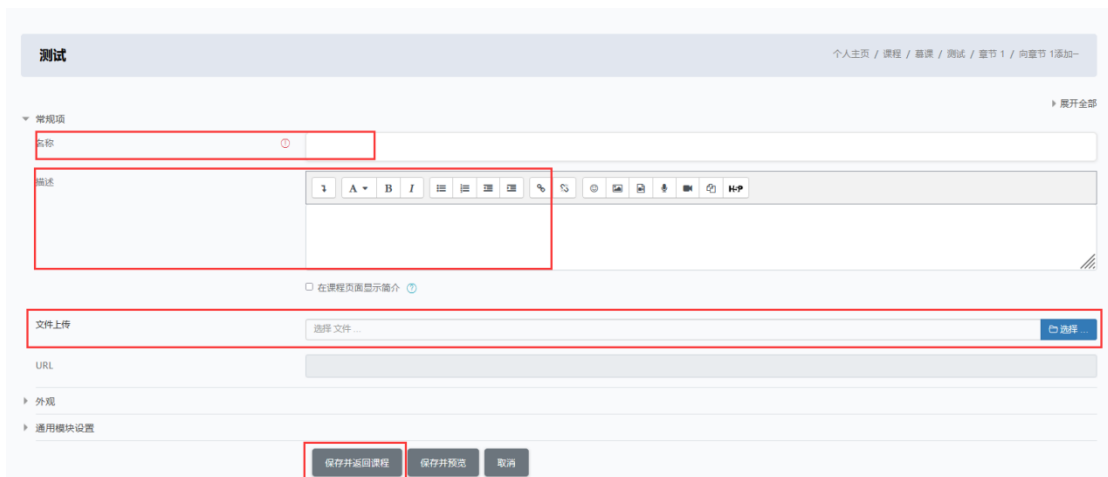 测试
个人主页 / 课程 / 慕课 / 测试 / 章节 1 / 向章节 1添加一
展开全部
常规项
名称
描述
A B I H-P
在课程页面显示简介
文件上传
选择 文件 ...
选择 ...
URL
外观
通用模块设置
保存并返回课程 保存并预览 取消